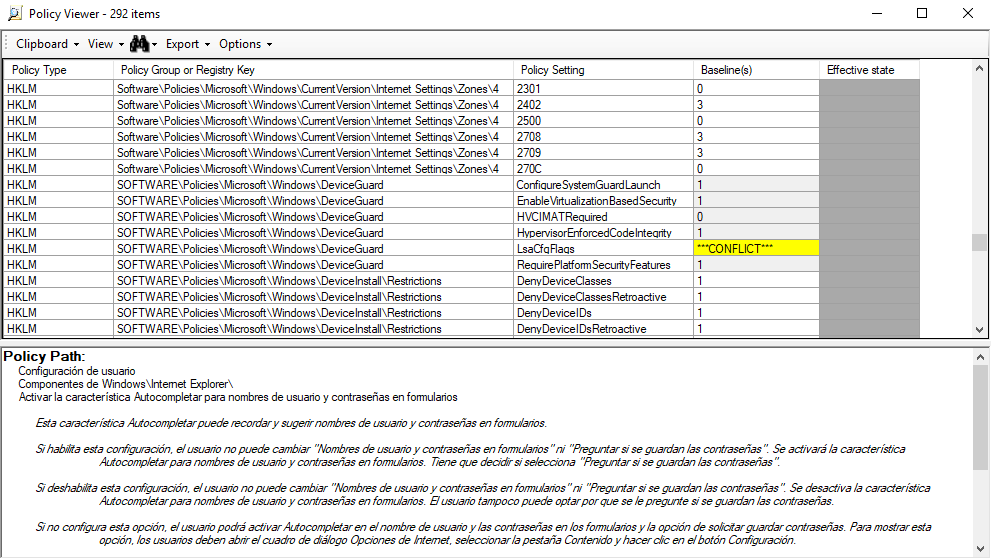 Policy Viewer - 292 items
Clipboard View Export Options
Policy Type Policy Group or Registry Key Policy Setting Baseline(s) Effective state
HKLM Software\Policies\Microsoft\Windows\CurrentVersion\Internet Settings\Zones\4 2301 0
HKLM Software\Policies\Microsoft\Windows\CurrentVersion\Internet Settings\Zones\4 2402 3
HKLM Software\Policies\Microsoft\Windows\CurrentVersion\Internet Settings\Zones\4 2500 0
HKLM Software\Policies\Microsoft\Windows\CurrentVersion\Internet Settings\Zones\4 2708 3
HKLM Software\Policies\Microsoft\Windows\CurrentVersion\Internet Settings\Zones\4 2709 3
HKLM Software\Policies\Microsoft\Windows\CurrentVersion\Internet Settings\Zones\4 270C 0
HKLM SOFTWARE\Policies\Microsoft\Windows\DeviceGuard ConfigureSystemGuardLaunch 1
HKLM SOFTWARE\Policies\Microsoft\Windows\DeviceGuard EnableVirtualizationBasedSecurity 1
HKLM SOFTWARE\Policies\Microsoft\Windows\DeviceGuard HVCIMATRequired 0
HKLM SOFTWARE\Policies\Microsoft\Windows\DeviceGuard HypervisorEnforcedCodeIntegrity 1
HKLM SOFTWARE\Policies\Microsoft\Windows\DeviceGuard LsaCfgFlags ***CONFLICT***
HKLM SOFTWARE\Policies\Microsoft\Windows\DeviceGuard RequirePlatformSecurityFeatures 1
HKLM SOFTWARE\Policies\Microsoft\Windows\DeviceInstall\Restrictions DenyDeviceClasses 1
HKLM SOFTWARE\Policies\Microsoft\Windows\DeviceInstall\Restrictions DenyDeviceClassesRetroactive 1
HKLM SOFTWARE\Policies\Microsoft\Windows\DeviceInstall\Restrictions DenyDeviceIDs 1
HKLM SOFTWARE\Policies\Microsoft\Windows\DeviceInstall\Restrictions DenyDeviceIDsRetroactive 1
Policy Path:
Configuración de usuario
Componentes de Windows\Internet Explorer\
Activar la característica Autocompletar para nombres de usuario y contraseñas en formularios
Esta característica Autocompletar puede recordar y sugerir nombres de usuario y contraseñas en formularios.
Si habilita esta configuración, el usuario no puede cambiar "Nombres de usuario y contraseñas en formularios" ni "Preguntar si se guardan las contraseñas". Se activará la característica
Autocompletar para nombres de usuario y contraseñas en formularios. Tiene que decidir si selecciona "Preguntar si se guardan las contraseñas".
Si deshabilita esta configuración, el usuario no puede cambiar "Nombres de usuario y contraseñas en formularios" ni "Preguntar si se guardan las contraseñas". Se desactiva la característica
Autocompletar para nombres de usuario y contraseñas en formularios. El usuario tampoco puede optar por que se le pregunte si se guardan las contraseñas.
Si no configura esta opción, el usuario podrá activar Autocompletar en el nombre de usuario y las contraseñas en los formularios y la opción de solicitar guardar contraseñas. Para mostrar esta
opción, los usuarios deben abrir el cuadro de diálogo Opciones de Internet, seleccionar la pestaña Contenido y hacer clic en el botón Configuración.